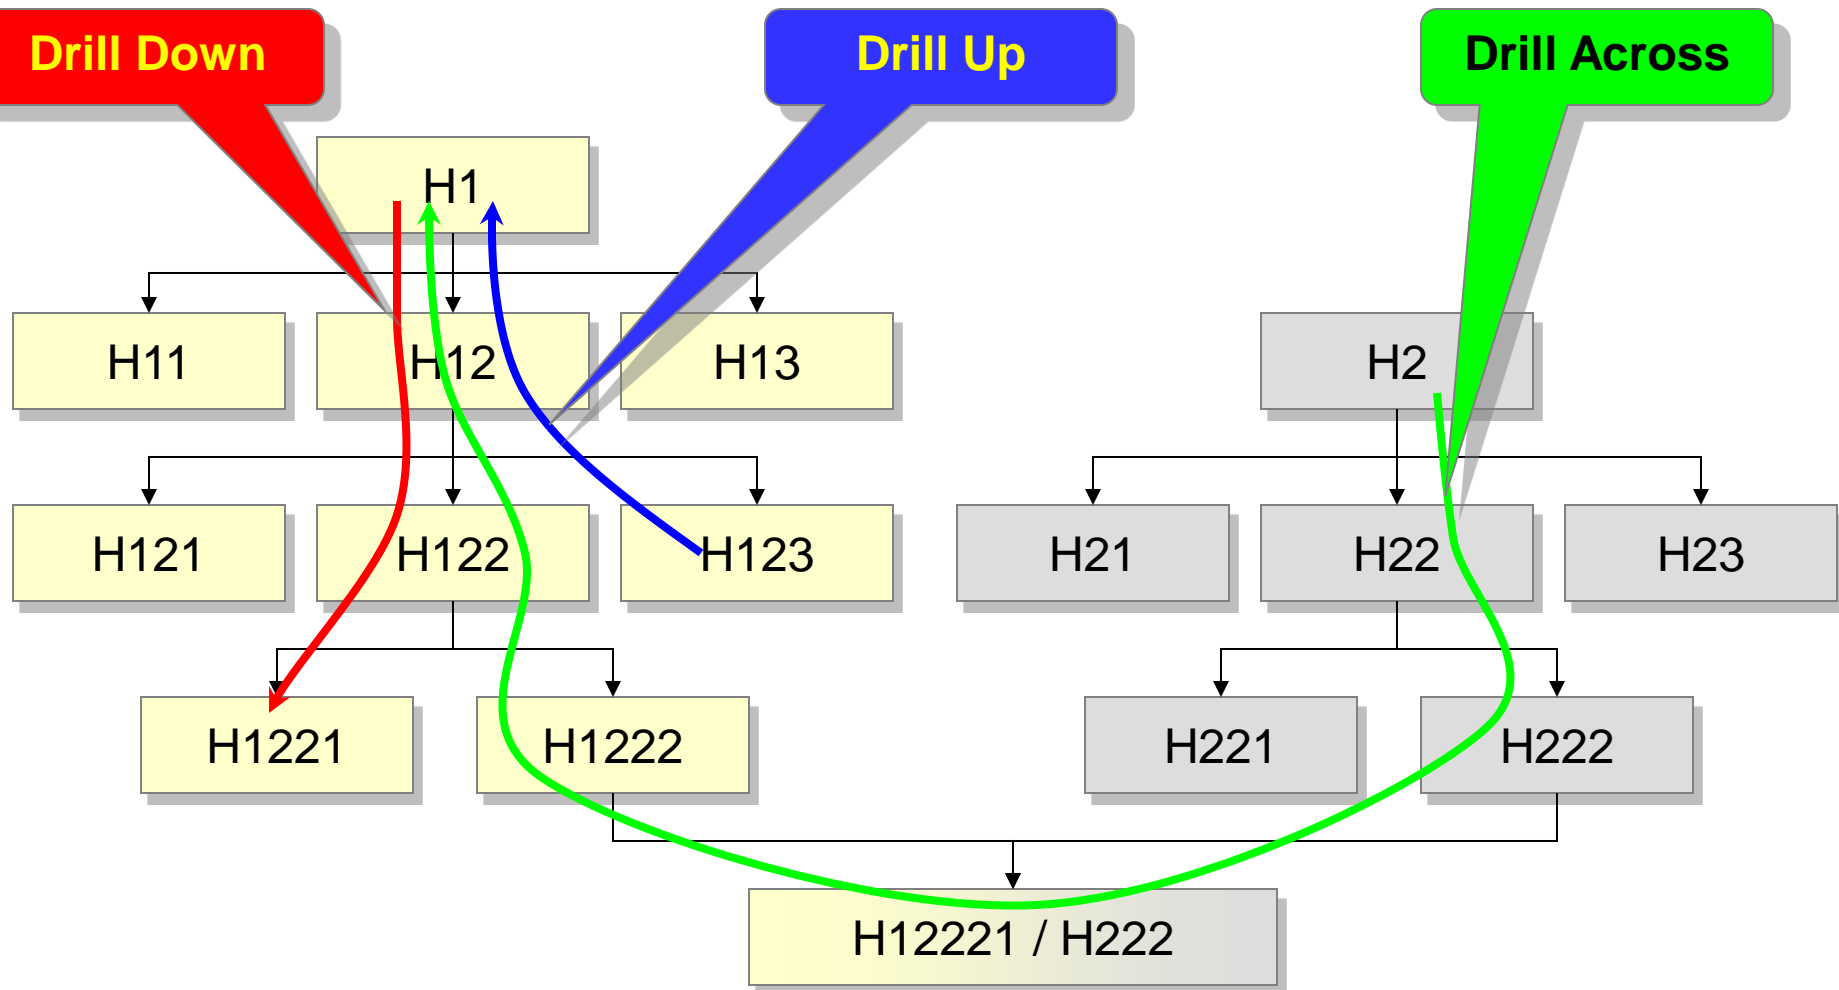 Drill Down
Drill Up
Drill Across
H1
H11
H12
H13
H2
H121
H122
H123
H21
H22
H23
H1221
H1222
H221
H222
H12221 / H222